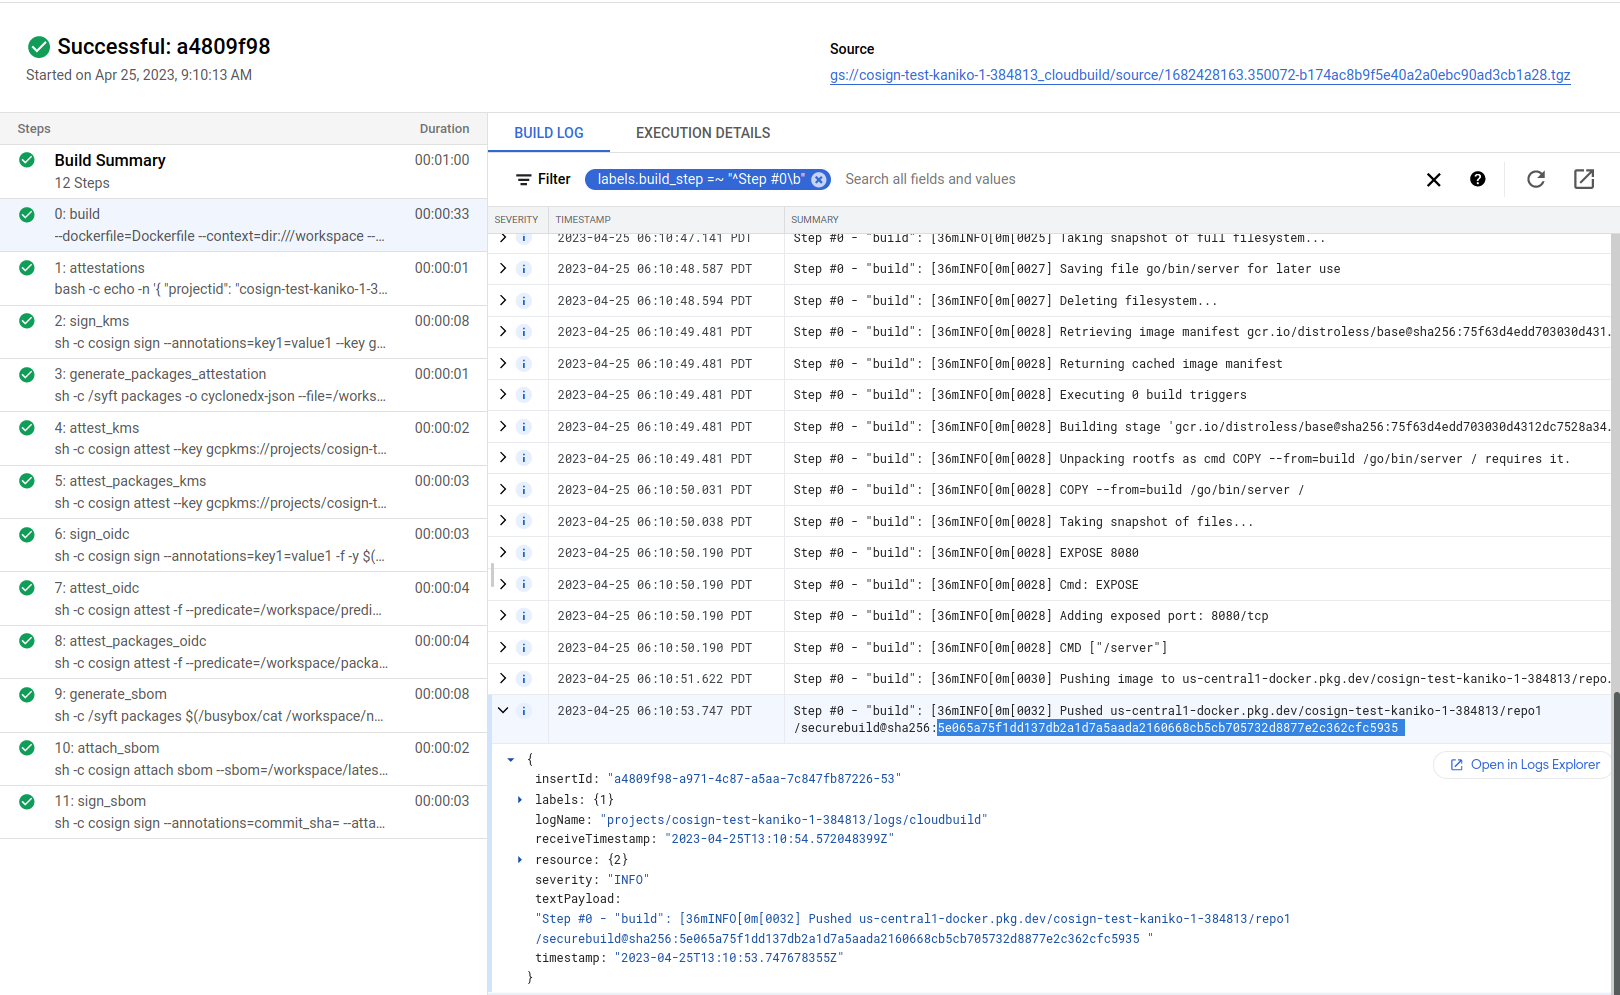 Successful: a4809f98
Started on Apr 25, 2023, 9:10:13 AM
Source
gs://cosign-test-kaniko-1-384813_cloudbuild/source/1682428163.350072-b174ac8b9f5e40a2a0ebc90ad3cb1a28.tgz
Steps Duration
Build Summary 00:01:00
12 Steps
0: build 00:00:33
--dockerfile=Dockerfile --context=dir:///workspace --...
1: attestations 00:00:01
bash -c echo -n '{ "projectid": "cosign-test-kaniko-1-3...
2: sign_kms 00:00:08
sh -c cosign sign --annotations=key1=value1 --key g...
3: generate_packages_attestation 00:00:01
sh -c /syft packages -o cyclonedx-json --file=/works...
4: attest_kms 00:00:02
sh -c cosign attest --key gcpkms://projects/cosign-t...
5: attest_packages_kms 00:00:03
sh -c cosign attest --key gcpkms://projects/cosign-t...
6: sign_oidc 00:00:03
sh -c cosign sign --annotations=key1=value1 -f -y $(...
7: attest_oidc 00:00:04
sh -c cosign attest -f --predicate=/workspace/predi...
8: attest_packages_oidc 00:00:04
sh -c cosign attest -f --predicate=/workspace/packa...
9: generate_sbom 00:00:08
sh -c /syft packages $(/busybox/cat /workspace/n...
10: attach_sbom 00:00:02
sh -c cosign attach sbom --sbom=/workspace/lates...
11: sign_sbom 00:00:03
sh -c cosign sign --annotations=commit_sha= --atta...
BUILD LOG EXECUTION DETAILS
Filter labels.build_step =~ "^Step #0\b" Search all fields and values
SEVERITY TIMESTAMP SUMMARY
2023-04-25 06:10:47.141 PDT Step #0 - "build": [36mINFO[0m[0025] Taking snapshot of full filesystem...
2023-04-25 06:10:48.587 PDT Step #0 - "build": [36mINFO[0m[0027] Saving file go/bin/server for later use
2023-04-25 06:10:48.594 PDT Step #0 - "build": [36mINFO[0m[0027] Deleting filesystem...
2023-04-25 06:10:49.481 PDT Step #0 - "build": [36mINFO[0m[0028] Retrieving image manifest gcr.io/distroless/base@sha256:75f63d4edd703030d431.
2023-04-25 06:10:49.481 PDT Step #0 - "build": [36mINFO[0m[0028] Returning cached image manifest
2023-04-25 06:10:49.481 PDT Step #0 - "build": [36mINFO[0m[0028] Executing 0 build triggers
2023-04-25 06:10:49.481 PDT Step #0 - "build": [36mINFO[0m[0028] Building stage 'gcr.io/distroless/base@sha256:75f63d4edd703030d4312dc7528a34.
2023-04-25 06:10:49.481 PDT Step #0 - "build": [36mINFO[0m[0028] Unpacking rootfs as cmd COPY --from=build /go/bin/server / requires it.
2023-04-25 06:10:50.031 PDT Step #0 - "build": [36mINFO[0m[0028] COPY --from=build /go/bin/server /
2023-04-25 06:10:50.038 PDT Step #0 - "build": [36mINFO[0m[0028] Taking snapshot of files...
2023-04-25 06:10:50.190 PDT Step #0 - "build": [36mINFO[0m[0028] EXPOSE 8080
2023-04-25 06:10:50.190 PDT Step #0 - "build": [36mINFO[0m[0028] Cmd: EXPOSE
2023-04-25 06:10:50.190 PDT Step #0 - "build": [36mINFO[0m[0028] Adding exposed port: 8080/tcp
2023-04-25 06:10:50.190 PDT Step #0 - "build": [36mINFO[0m[0028] CMD ["/server"]
2023-04-25 06:10:51.622 PDT Step #0 - "build": [36mINFO[0m[0030] Pushing image to us-central1-docker.pkg.dev/cosign-test-kaniko-1-384813/repo.
2023-04-25 06:10:53.747 PDT Step #0 - "build": [36mINFO[0m[0032] Pushed us-central1-docker.pkg.dev/cosign-test-kaniko-1-384813/repo1
/securebuild@sha256:5e065a75f1dd137db2a1d7a5aada2160668cb5cb705732d8877e2c362cfc5935
{
Open in Logs Explorer
insertId: "a4809f98-a971-4c87-a5aa-7c847fb87226-53"
labels: {1}
logName: "projects/cosign-test-kaniko-1-384813/logs/cloudbuild"
receiveTimestamp: "2023-04-25T13:10:54.572048399Z"
resource: {2}
severity: "INFO"
textPayload:
"Step #0 - "build": [36mINFO[0m[0032] Pushed us-central1-docker.pkg.dev/cosign-test-kaniko-1-384813/repo1
/securebuild@sha256:5e065a75f1dd137db2a1d7a5aada2160668cb5cb705732d8877e2c362cfc5935 "
timestamp: "2023-04-25T13:10:53.747678355Z"
}